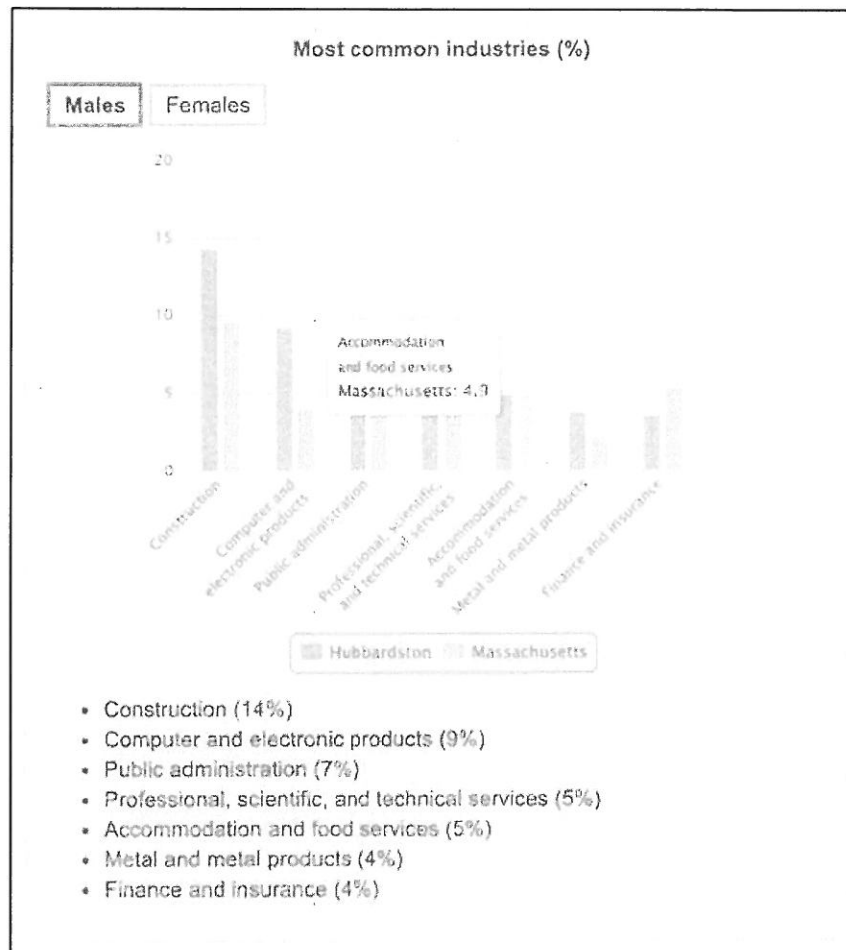 Most common industries (%)
Males Females
20
15
10
5
0
Accommodation
and food services
Massachusetts: 4.9
Construction
Computer and
electronic products
Public administration
Professional, scientific,
and technical services
Accommodation
and food services
Metal and metal products
Finance and insurance
Hubbardston Massachusetts
• Construction (14%)
• Computer and electronic products (9%)
• Public administration (7%)
• Professional, scientific, and technical services (5%)
• Accommodation and food services (5%)
• Metal and metal products (4%)
• Finance and insurance (4%)